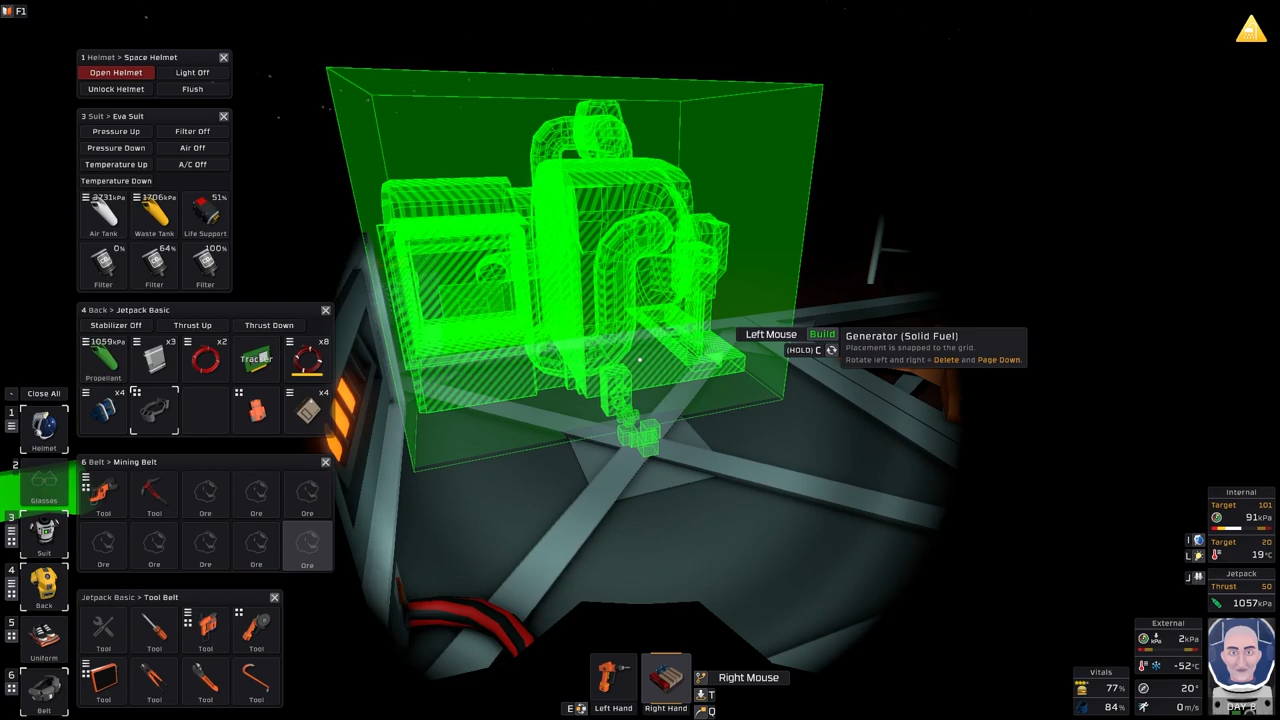 F1
1 Helmet > Space Helmet
Open Helmet
Light Off
Unlock Helmet
Flush
3 Suit > Eva Suit
Pressure Up
Filter Off
Pressure Down
Air Off
Temperature Up
A/C Off
Temperature Down
3731kPa
1706kPa
51%
Air Tank
Waste Tank
Life Support
0%
64%
100%
Filter
Filter
Filter
4 Back > Jetpack Basic
Stabilizer Off
Thrust Up
Thrust Down
1059kPa
x3
x2
Tracker
x8
Propellant
x4
x4
6 Belt > Mining Belt
Tool
Tool
Ore
Ore
Ore
Ore
Ore
Ore
Ore
Ore
Jetpack Basic > Tool Belt
Tool
Tool
Tool
Tool
Tool
Tool
Tool
Tool
-
Close All
1
Helmet
2
Glasses
3
Suit
4
Back
5
Uniform
6
Belt
Left Mouse
Build
(HOLD) C
Generator (Solid Fuel)
Placement is snapped to the grid.
Rotate left and right = Delete and Page Down.
E
Left Hand
Right Hand
Right Mouse
T
Q
Internal
Target 101
91kPa
Target 20
19°C
I
L
J
Jetpack
Thrust 50
1057kPa
External
kPa
2kPa
-52°C
20°
0m/s
Vitals
77%
84%
DAY 8